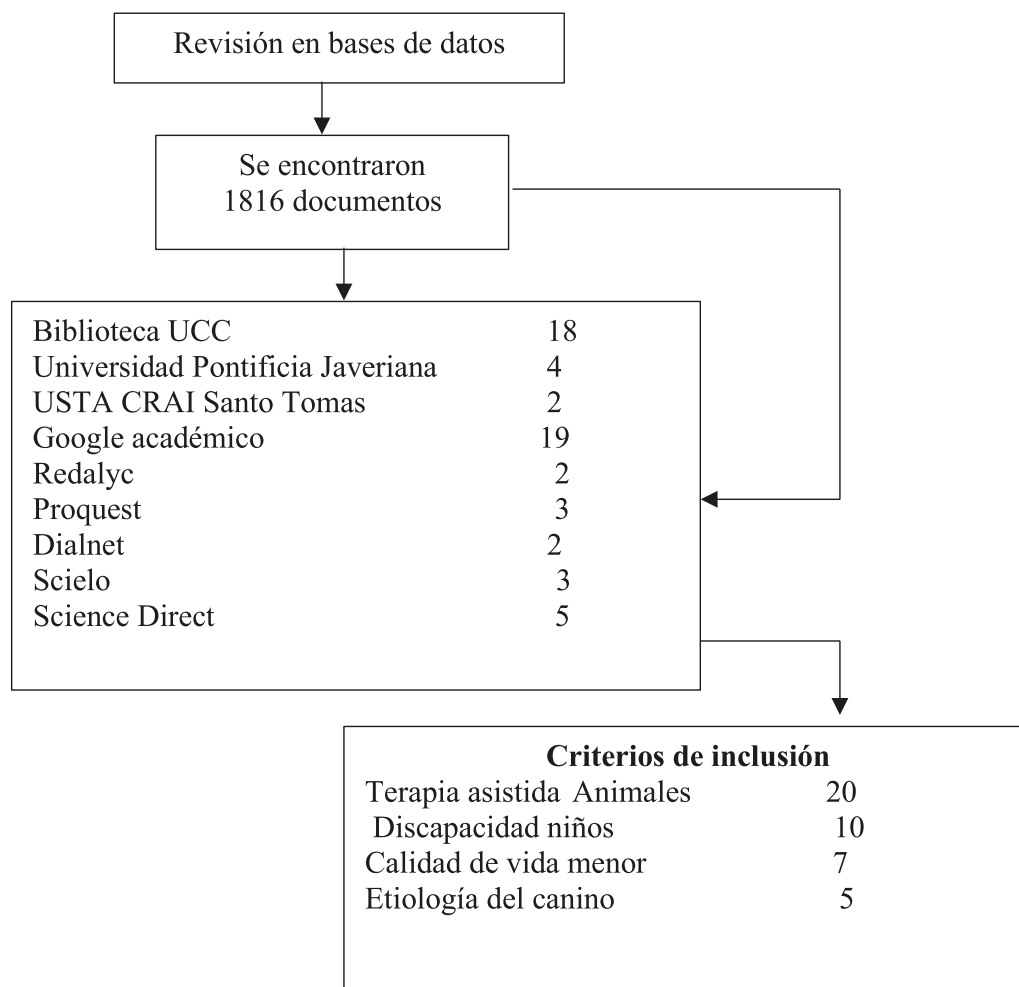 Revisión en bases de datos
Se encontraron
1816 documentos
Biblioteca UCC 18
Universidad Pontificia Javeriana 4
USTA CRAI Santo Tomas 2
Google académico 19
Redalyc 2
Proquest 3
Dialnet 2
Scielo 3
Science Direct 5
Criterios de inclusión
Terapia asistida Animales 20
Discapacidad niños 10
Calidad de vida menor 7
Etiología del canino 5